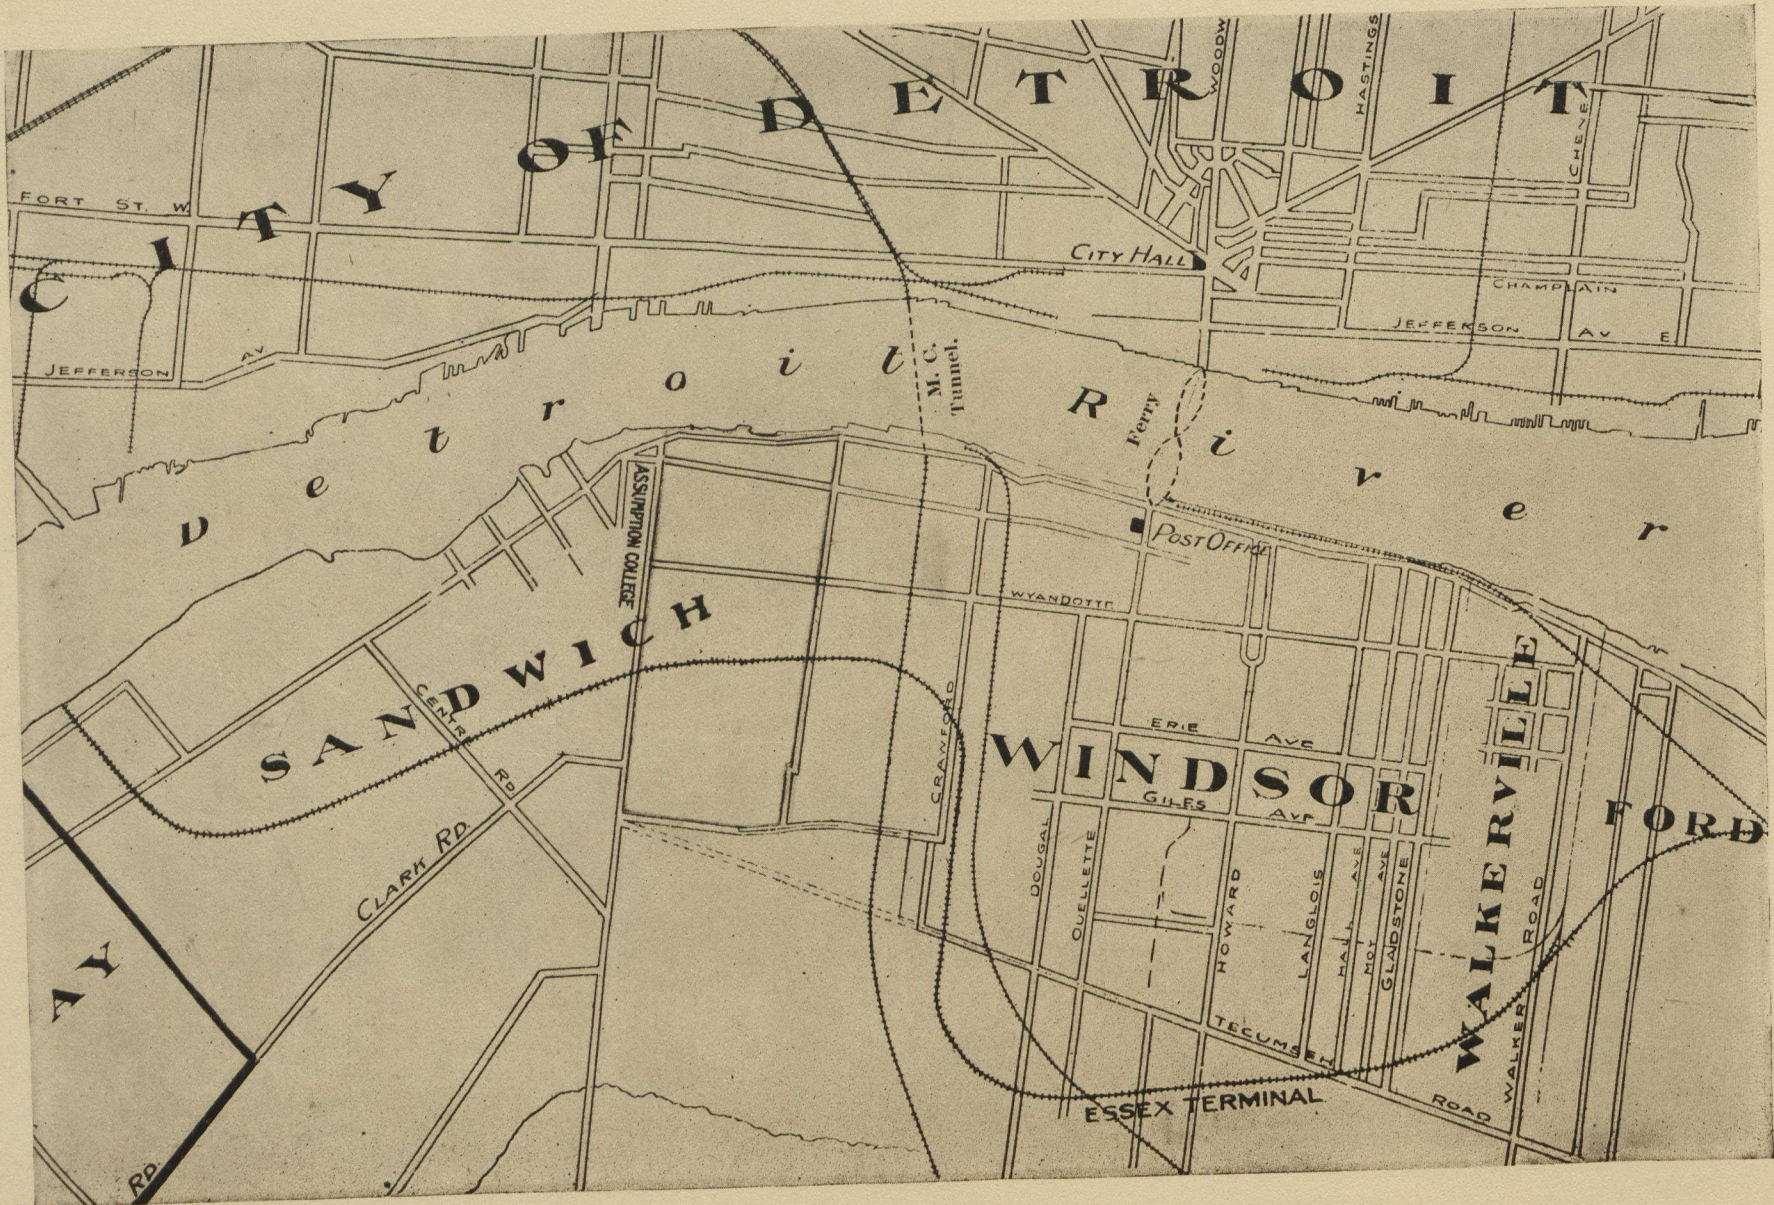 CITY OF DETROIT
WOODW
HASTINGS
CHENE
FORT ST. W.
CITY HALL
CHAMPLAIN
JEFFERSON AV E
JEFFERSON AV
M. C.
Tunnel.
Ferry
Detroit River
ASSUMPTION COLLEGE
POST OFFICE
WYANDOTTE
SANDWICH
CENTRAL RD.
CRAWFORD
ERIE AVE
WINDSOR
GILES AVE
WALKERVILLE
FORD
CLARK RD.
DOUGAL
OUELLETTE
HOWARD
LANGLOIS
HALL AVE
MOY AVE
GLADSTONE
WALKER ROAD
AY
TECUMSEH ROAD
ESSEX TERMINAL
RD.